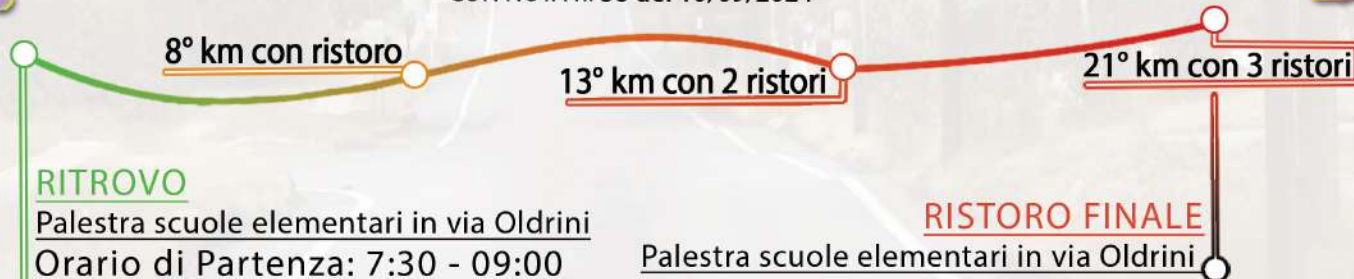 8° km con ristoro
13° km con 2 ristori
21° km con 3 ristori
RITROVO
Palestra scuole elementari in via Oldrini
Orario di Partenza: 7:30 - 09:00
RISTORO FINALE
Palestra scuole elementari in via Oldrini